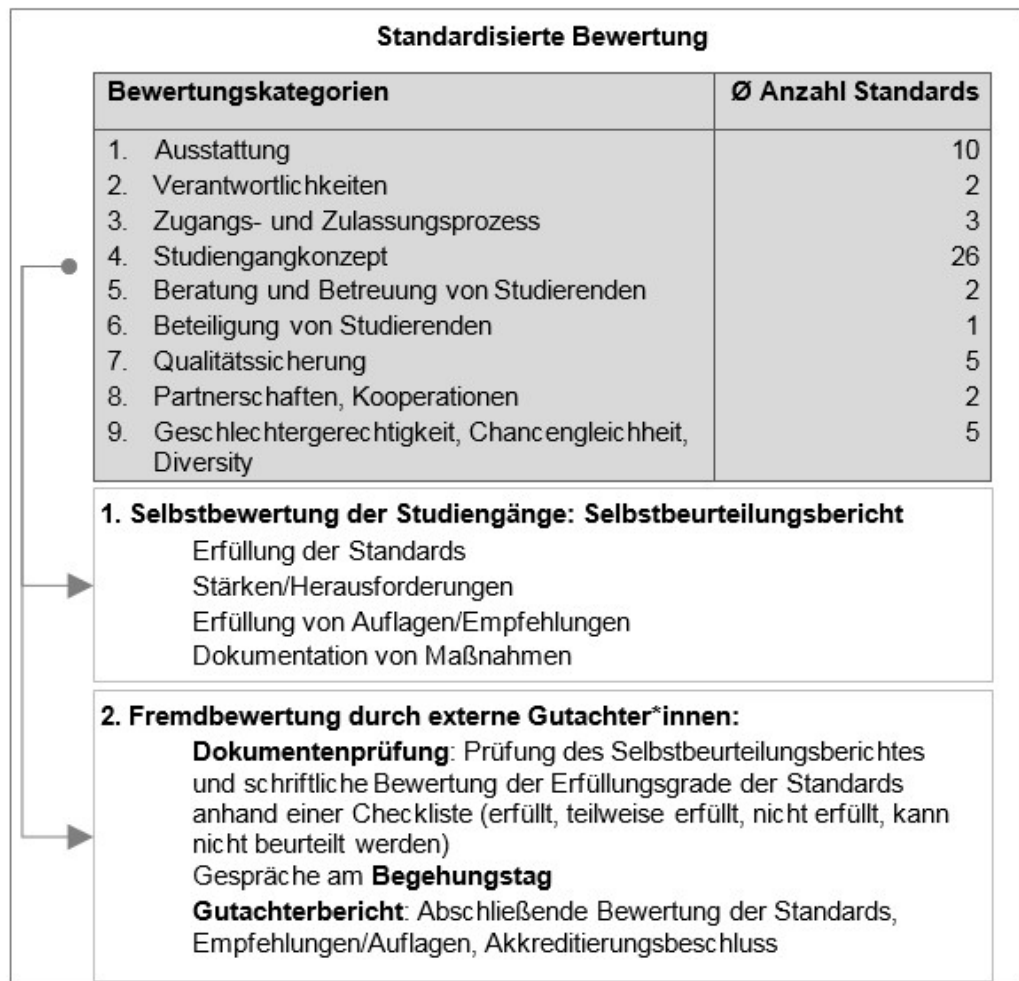 Standardisierte Bewertung
Bewertungskategorien Ø Anzahl Standards
1. Ausstattung 10
2. Verantwortlichkeiten 2
3. Zugangs- und Zulassungsprozess 3
4. Studiengangkonzept 26
5. Beratung und Betreuung von Studierenden 2
6. Beteiligung von Studierenden 1
7. Qualitätssicherung 5
8. Partnerschaften, Kooperationen 2
9. Geschlechtergerechtigkeit, Chancengleichheit, 5
Diversity
1. Selbstbewertung der Studiengänge: Selbstbeurteilungsbericht
Erfüllung der Standards
Stärken/Herausforderungen
Erfüllung von Auflagen/Empfehlungen
Dokumentation von Maßnahmen
2. Fremdbewertung durch externe Gutachter*innen:
Dokumentenprüfung: Prüfung des Selbstbeurteilungsberichtes
und schriftliche Bewertung der Erfüllungsgrade der Standards
anhand einer Checkliste (erfüllt, teilweise erfüllt, nicht erfüllt, kann
nicht beurteilt werden)
Gespräche am Begehungstag
Gutachterbericht: Abschließende Bewertung der Standards,
Empfehlungen/Auflagen, Akkreditierungsbeschluss